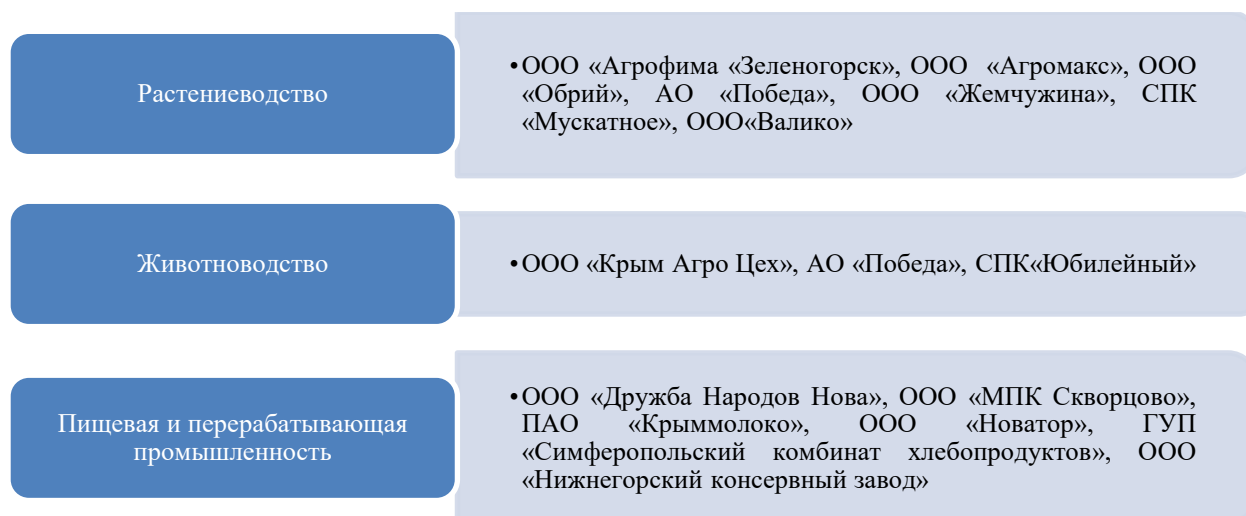 Растениеводство
•ООО «Агрофима «Зеленогорск», ООО «Агромакс», ООО
«Обрий», АО «Победа», ООО «Жемчужина», СПК
«Мускатное», ООО«Валико»
Животноводство
•ООО «Крым Агро Цех», АО «Победа», СПК«Юбилейный»
Пищевая и перерабатывающая
промышленность
•ООО «Дружба Народов Нова», ООО «МПК Скворцово»,
ПАО «Крыммолоко», ООО «Новатор», ГУП
«Симферопольский комбинат хлебопродуктов», ООО
«Нижнегорский консервный завод»